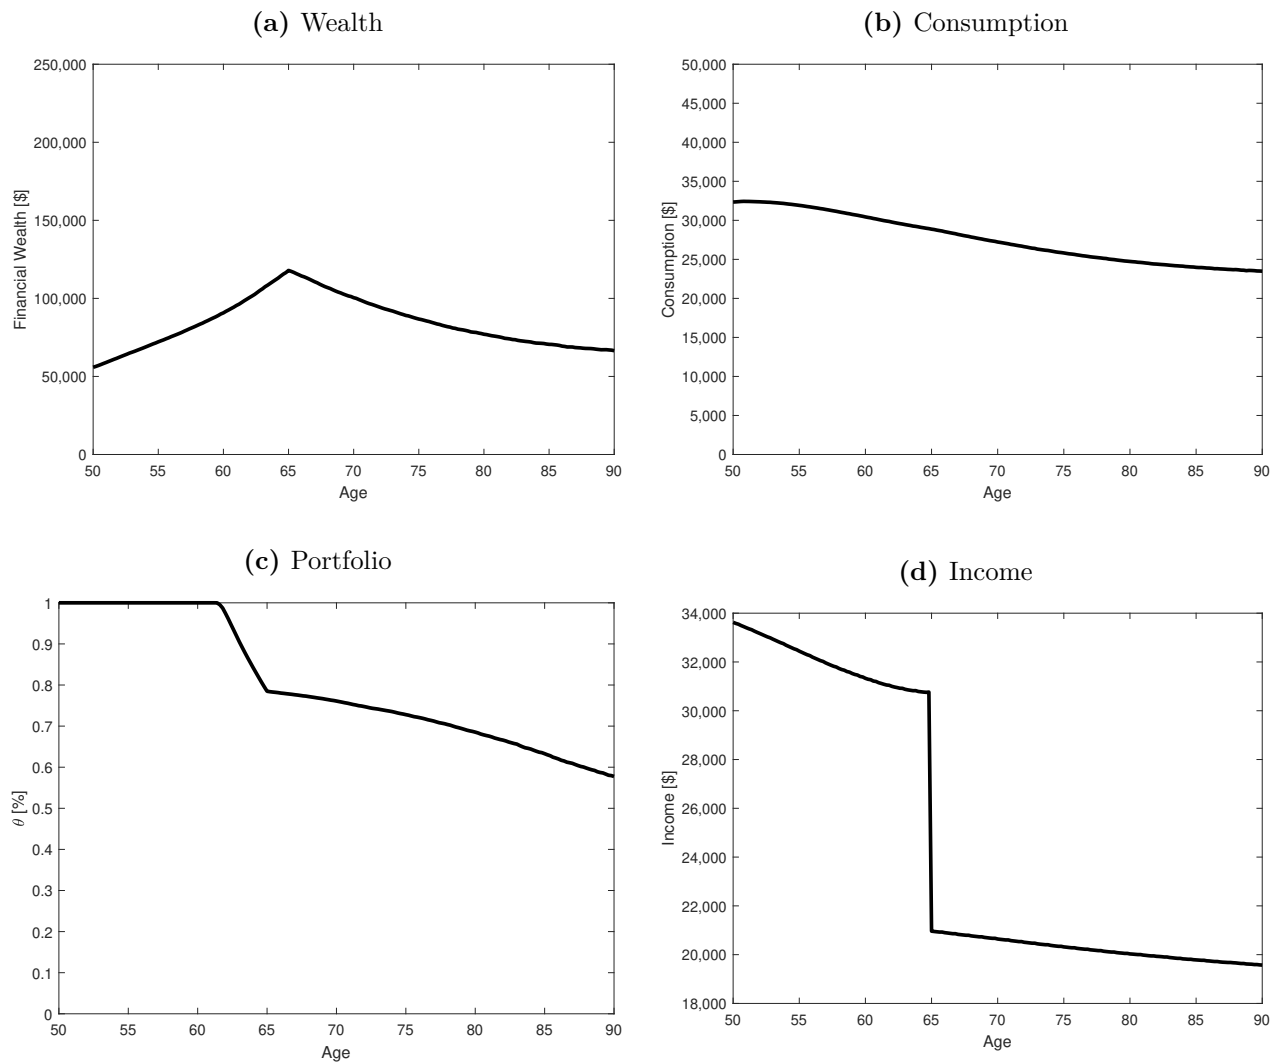 (a) Wealth
250,000
200,000
150,000
100,000
50,000
0
Financial Wealth [$]
50 55 60 65 70 75 80 85 90
Age
(b) Consumption
50,000
45,000
40,000
35,000
30,000
25,000
20,000
15,000
10,000
5,000
0
Consumption [$]
50 55 60 65 70 75 80 85 90
Age
(c) Portfolio
1
0.9
0.8
0.7
0.6
0.5
0.4
0.3
0.2
0.1
0
θ [%]
50 55 60 65 70 75 80 85 90
Age
(d) Income
34,000
32,000
30,000
28,000
26,000
24,000
22,000
20,000
18,000
Income [$]
50 55 60 65 70 75 80 85 90
Age